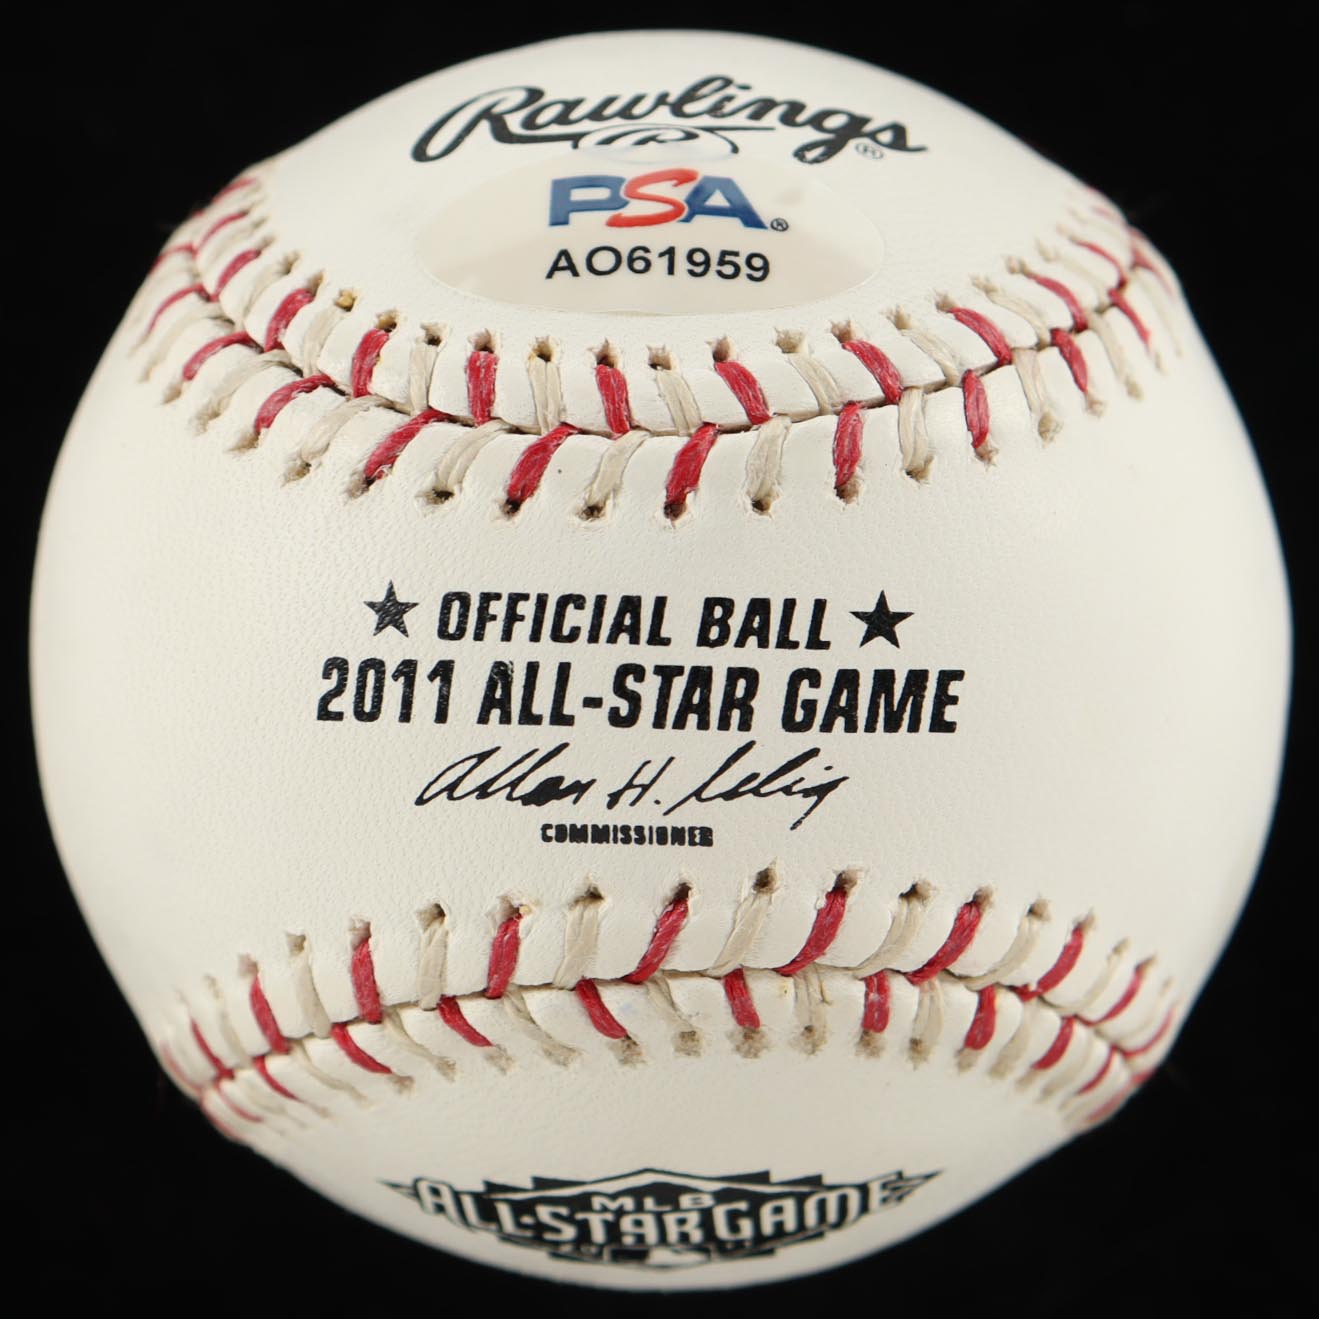 Rawlings®
R
PSA®
AO61959
★ OFFICIAL BALL ★
2011 ALL-STAR GAME
Allan H. Selig
COMMISSIONER
MLB
ALL-STAR GAME